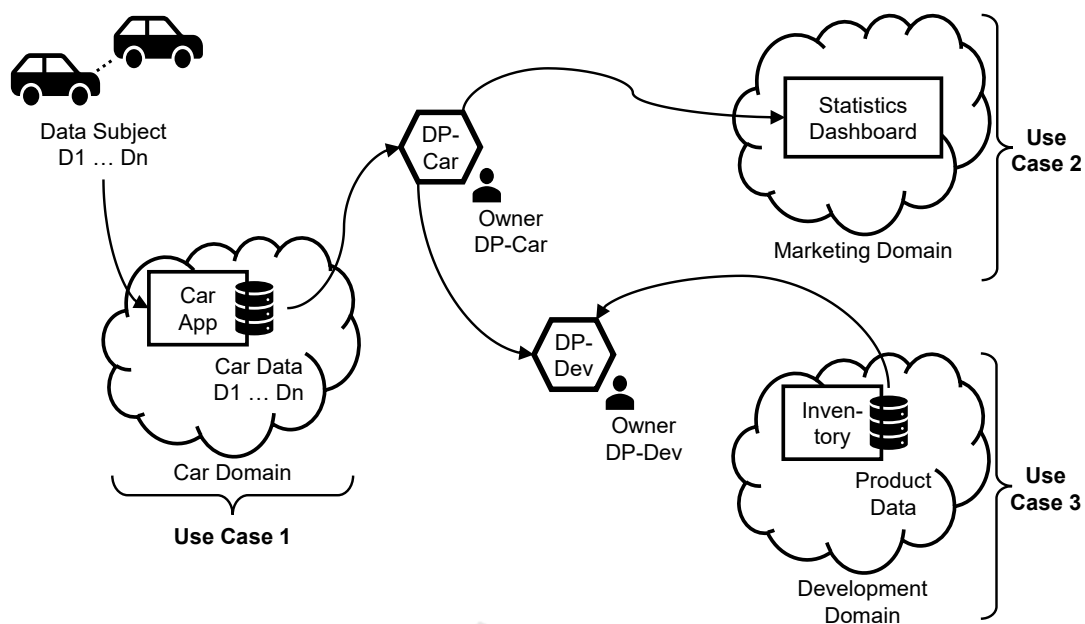 Data Subject
D1 … Dn
Car
App
Car Data
D1 … Dn
Car Domain
Use Case 1
DP-
Car
Owner
DP-Car
DP-
Dev
Owner
DP-Dev
Statistics
Dashboard
Marketing Domain
Use
Case 2
Inven-
tory
Product
Data
Development
Domain
Use
Case 3